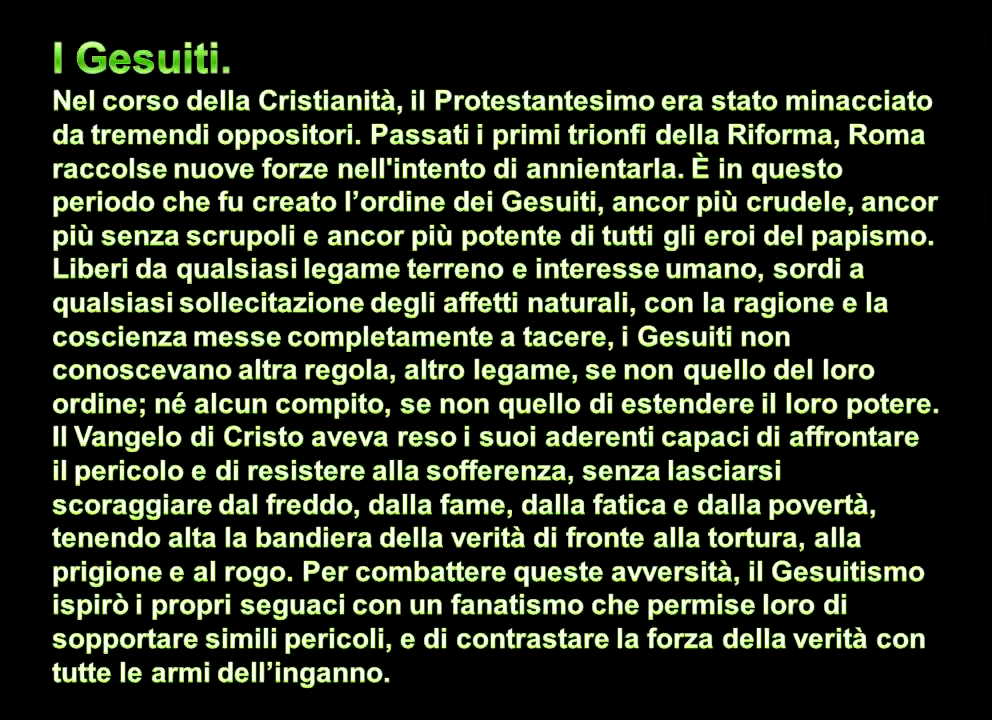 I Gesuiti.
Nel corso della Cristianità, il Protestantesimo era stato minacciato
da tremendi oppositori. Passati i primi trionfi della Riforma, Roma
raccolse nuove forze nell'intento di annientarla. È in questo
periodo che fu creato l’ordine dei Gesuiti, ancor più crudele, ancor
più senza scrupoli e ancor più potente di tutti gli eroi del papismo.
Liberi da qualsiasi legame terreno e interesse umano, sordi a
qualsiasi sollecitazione degli affetti naturali, con la ragione e la
coscienza messe completamente a tacere, i Gesuiti non
conoscevano altra regola, altro legame, se non quello del loro
ordine; né alcun compito, se non quello di estendere il loro potere.
Il Vangelo di Cristo aveva reso i suoi aderenti capaci di affrontare
il pericolo e di resistere alla sofferenza, senza lasciarsi
scoraggiare dal freddo, dalla fame, dalla fatica e dalla povertà,
tenendo alta la bandiera della verità di fronte alla tortura, alla
prigione e al rogo. Per combattere queste avversità, il Gesuitismo
ispirò i propri seguaci con un fanatismo che permise loro di
sopportare simili pericoli, e di contrastare la forza della verità con
tutte le armi dell’inganno.